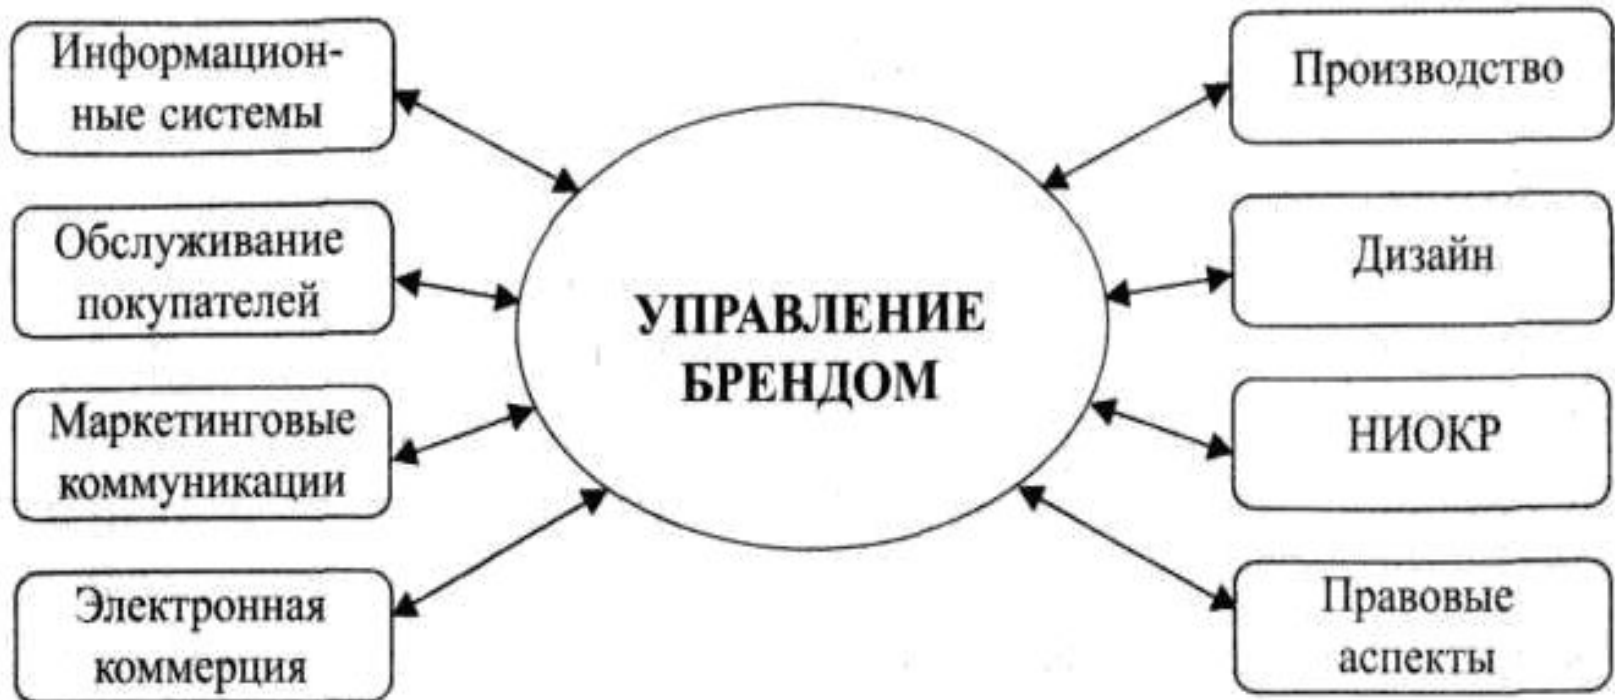 Информацион-
ные системы
Обслуживание
покупателей
Маркетинговые
коммуникации
Электронная
коммерция
УПРАВЛЕНИЕ
БРЕНДОМ
Производство
Дизайн
НИОКР
Правовые
аспекты